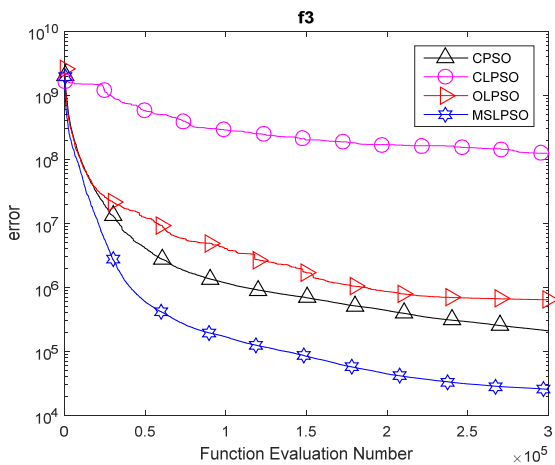 f3
10^10
10^9
10^8
10^7
10^6
10^5
10^4
error
CPSO
CLPSO
OLPSO
MSLPSO
0 0.5 1 1.5 2 2.5 3
Function Evaluation Number
×10^5